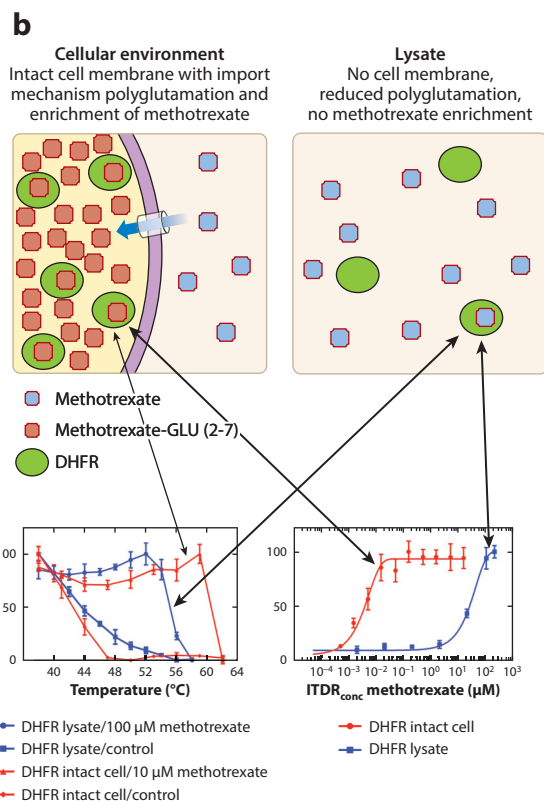 b
Cellular environment
Intact cell membrane with import
mechanism polyglutamation and
enrichment of methotrexate
Lysate
No cell membrane,
reduced polyglutamation,
no methotrexate enrichment
Methotrexate
Methotrexate-GLU (2-7)
DHFR
00
50
0
40
44
48
52
56
60
64
Temperature (°C)
100
50
0
10⁻⁴
10⁻³
10⁻²
10⁻¹
10⁰
10¹
10²
10³
ITDRconc methotrexate (µM)
DHFR lysate/100 µM methotrexate
DHFR lysate/control
DHFR intact cell/10 µM methotrexate
DHFR intact cell/control
DHFR intact cell
DHFR lysate